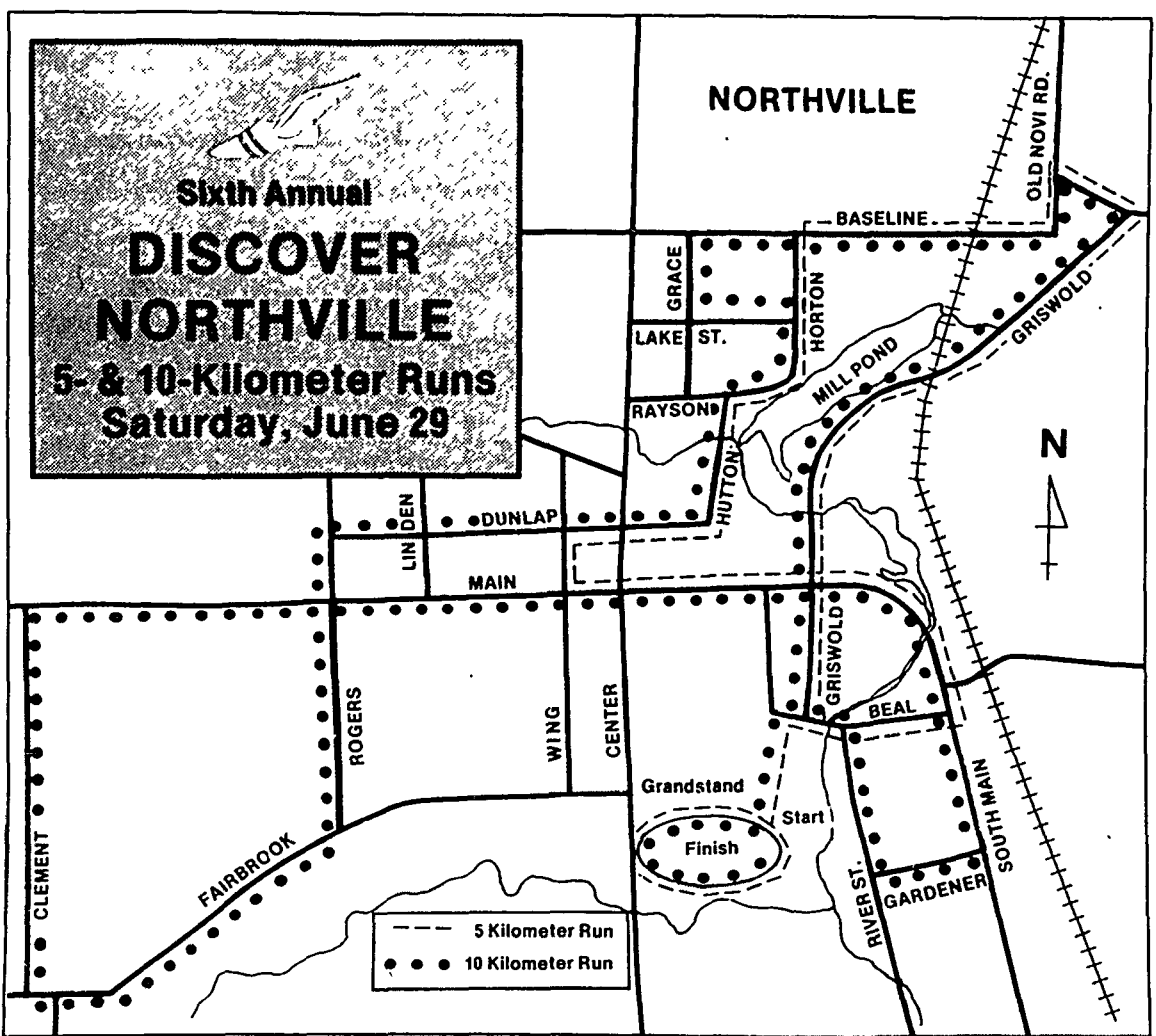 Sixth Annual
DISCOVER
NORTHVILLE
5- & 10-Kilometer Runs
Saturday, June 29
NORTHVILLE
OLD NOVI RD.
BASELINE
GRACE
HORTON
GRISWOLD
LAKE ST.
MILL POND
RAYSON
HUTTON
N
LINDEN
DUNLAP
MAIN
GRISWOLD
BEAL
ROGERS
WING
CENTER
Grandstand
Start
Finish
SOUTH MAIN
CLEMENT
FAIRBROOK
RIVER ST.
GARDENER
5 Kilometer Run
10 Kilometer Run